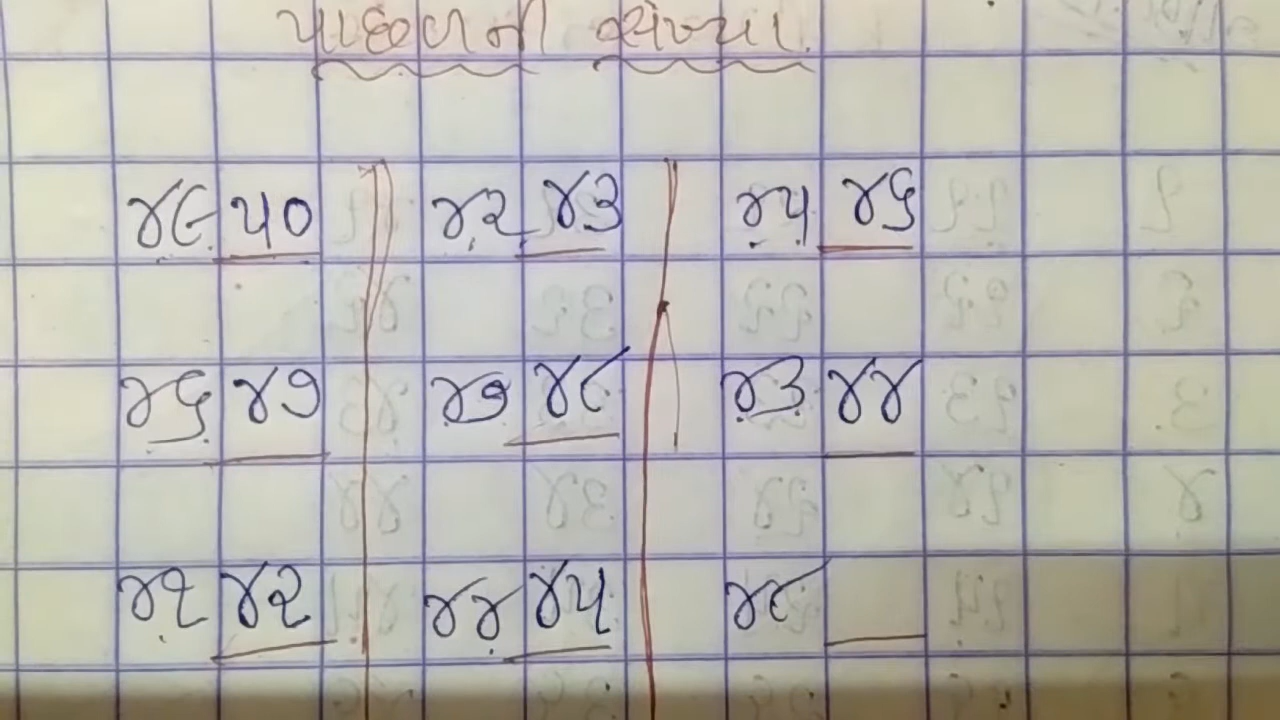 પાછળની સંખ્યા.
૪૯ ૫૦ ૪૨ ૪૩ ૪૫ ૪૬
૪૬ ૪૭ ૪૭ ૪૮ ૪૩ ૪૪
૪૧ ૪૨ ૪૪ ૪૫ ૪૮